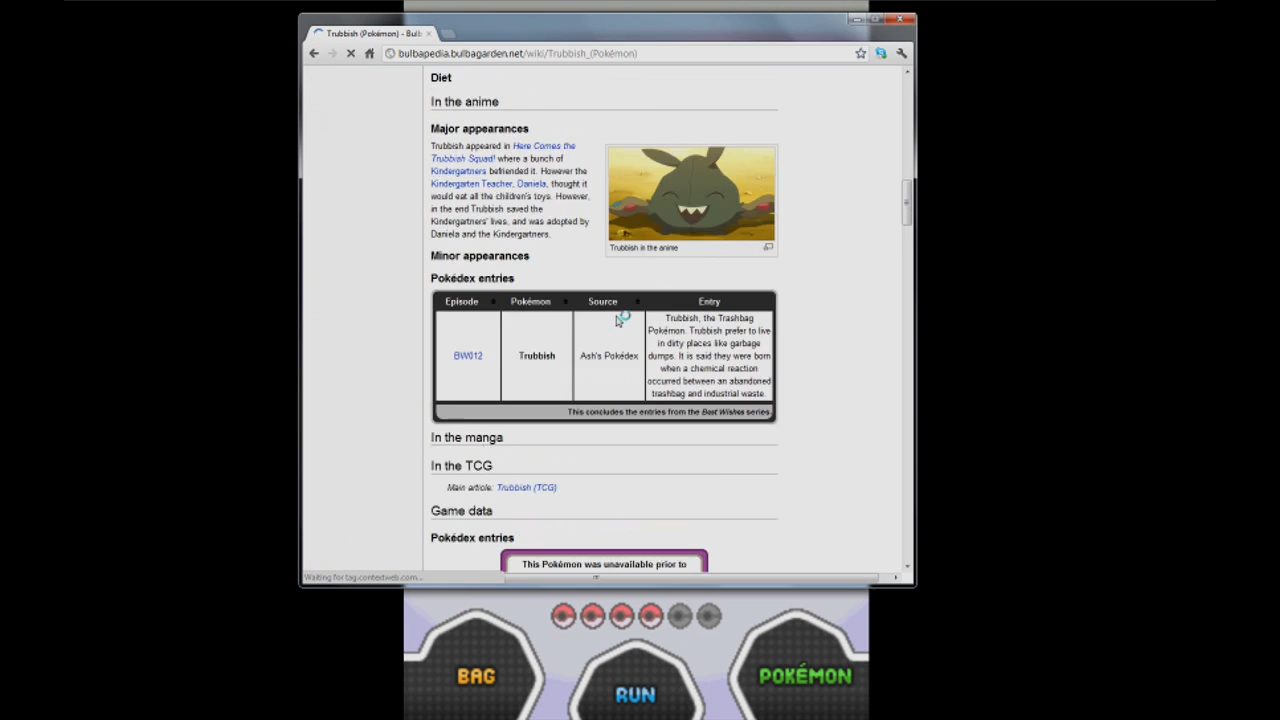 Trubbish (Pokémon) - Bulb
bulbapedia.bulbagarden.net/wiki/Trubbish_(Pokémon)
Diet
In the anime
Major appearances
Trubbish appeared in Here Comes the
Trubbish Squad! where a bunch of
Kindergartners befriended it. However the
Kindergarten Teacher, Daniela, thought it
would eat all the children's toys. However,
in the end Trubbish saved the
Kindergartners' lives, and was adopted by
Daniela and the Kindergartners.
Trubbish in the anime
Minor appearances
Pokédex entries
Episode Pokémon Source Entry
BW012 Trubbish Ash's Pokédex
Trubbish, the Trashbag
Pokémon. Trubbish prefer to live
in dirty places like garbage
dumps. It is said they were born
when a chemical reaction
occurred between an abandoned
trashbag and industrial waste.
This concludes the entries from the Best Wishes series.
In the manga
In the TCG
Main article: Trubbish (TCG)
Game data
Pokédex entries
This Pokémon was unavailable prior to
Waiting for tag.contextweb.com...
BAG
RUN
POKÉMON